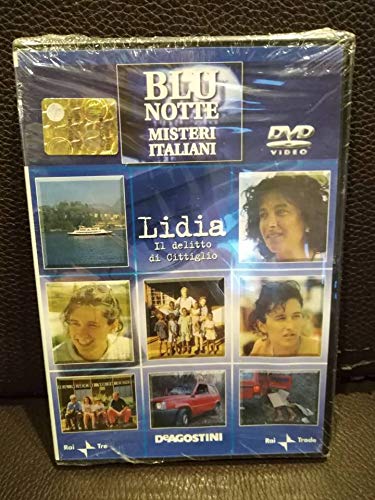 BLU
NOTTE
MISTERI
ITALIANI
DVD
VIDEO
Lidia
Il delitto
di Cittiglio
Rai Tre
DeAGOSTINI
Rai Trade